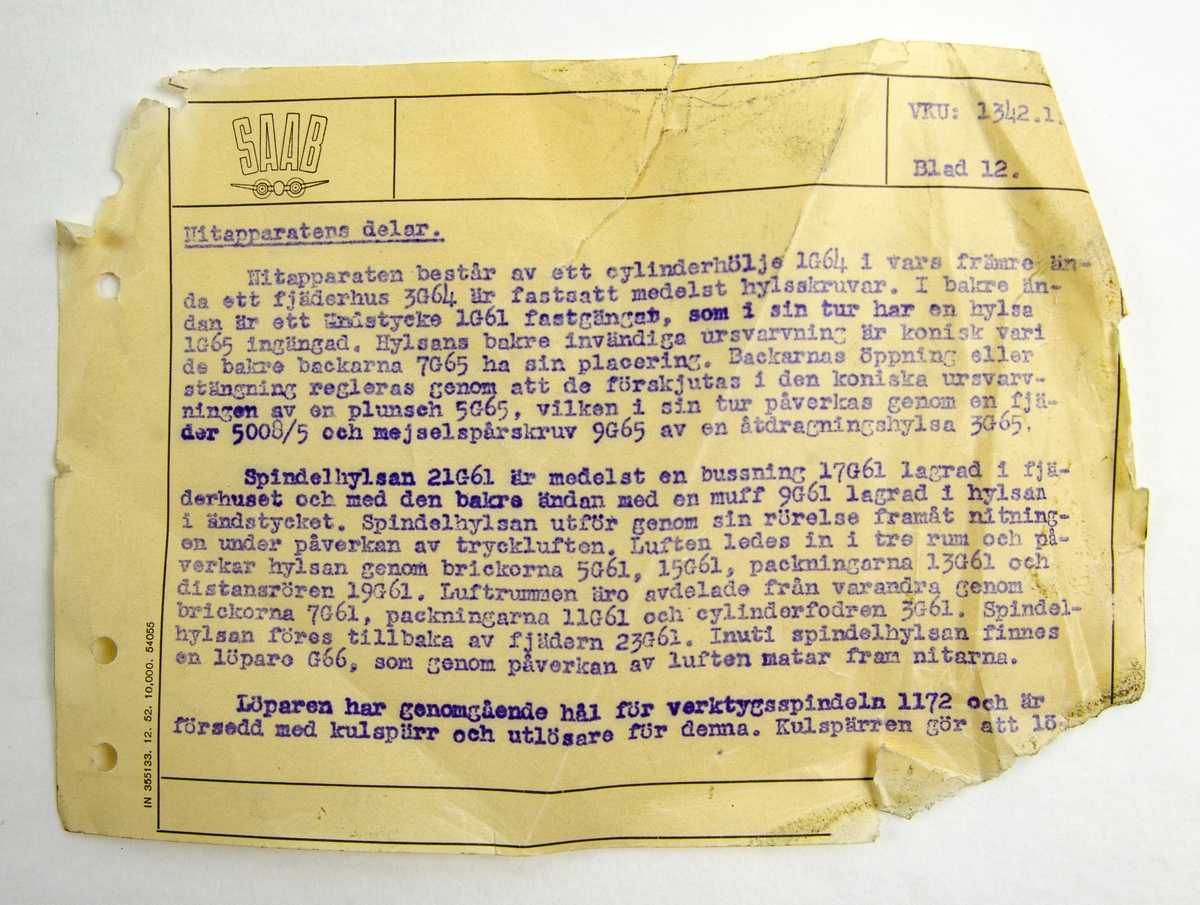 SAAB
VKU: 1342.1.
Blad 12.
Nitapparatens delar.
Nitapparaten består av ett cylinderhölje 1G64 i vars främre än-
da ett fjäderhus 3G64 är fastsatt medelst hylsskruvar. I bakre än-
dan är ett ändstycke 1G61 fastgängat, som i sin tur har en hylsa
1G65 ingängad. Hylsans bakre invändiga ursvarvning är konisk vari
de bakre backarna 7G65 ha sin placering. Backarnas öppning eller
stängning regleras genom att de förskjutas i den koniska ursvarv-
ningen av en plunsch 5G65, vilken i sin tur påverkas genom en fjä-
der 5008/5 och mejselspårskruv 9G65 av en åtdragningshylsa 3G65.
Spindelhylsan 21G61 är medelst en bussning 17G61 lagrad i fjä-
derhuset och med den bakre ändan med en muff 9G61 lagrad i hylsan
i ändstycket. Spindelhylsan utför genom sin rörelse framåt nitning-
en under påverkan av tryckluften. Luften ledes in i tre rum och på-
verkar hylsan genom brickorna 5G61, 15G61, packningarna 13G61 och
distansrören 19G61. Luftrummen äro avdelade från varandra genom
brickorna 7G61, packningarna 11G61 och cylinderfodren 3G61. Spindel-
hylsan föres tillbaka av fjädern 23G61. Inuti spindelhylsan finnes
en löpare G66, som genom påverkan av luften matar fram nitarna.
Löparen har genomgående hål för verktygsspindeln 1172 och är
försedd med kulspärr och utlösare för denna. Kulspärren gör att lö-
IN 355133. 12. 52. 10,000. 54055